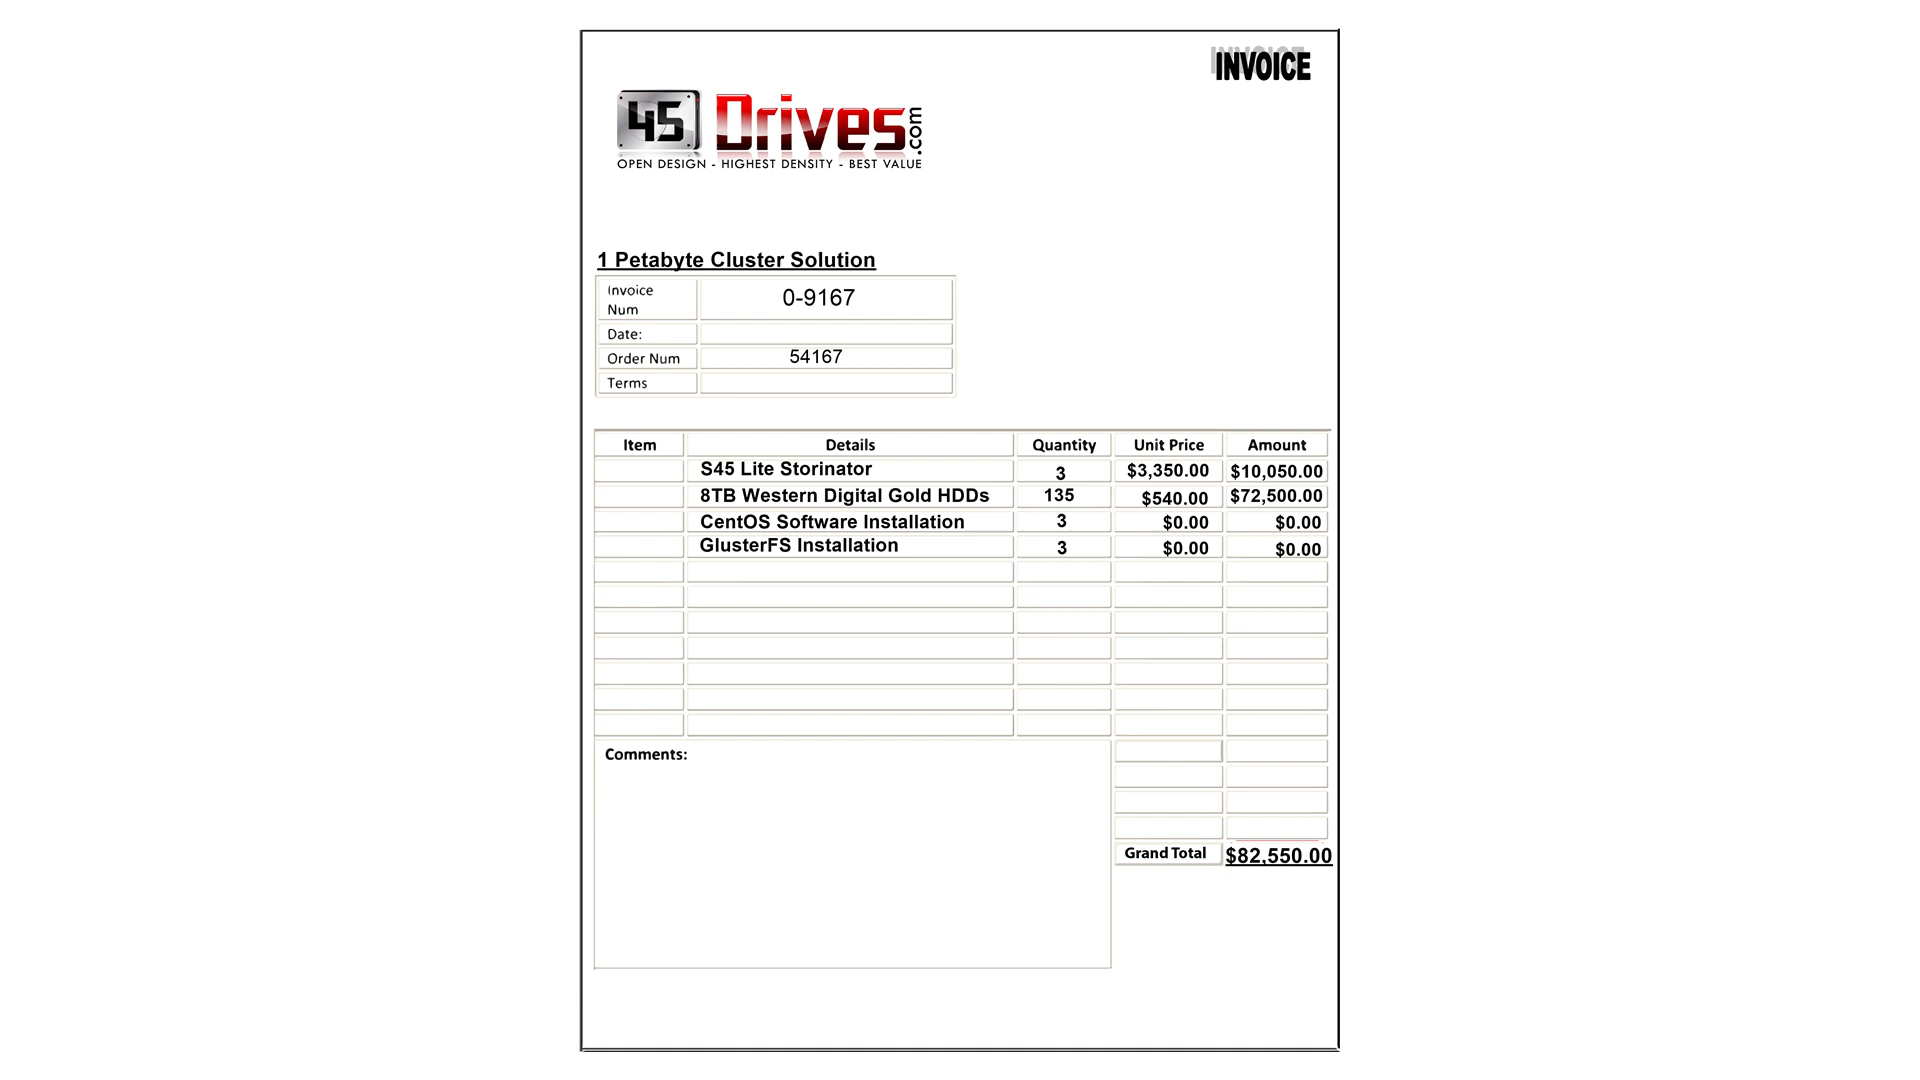 INVOICE
45 Drives.com
OPEN DESIGN - HIGHEST DENSITY - BEST VALUE
1 Petabyte Cluster Solution
Invoice
Num
0-9167
Date:
Order Num 54167
Terms
Item Details Quantity Unit Price Amount
S45 Lite Storinator 3 $3,350.00 $10,050.00
8TB Western Digital Gold HDDs 135 $540.00 $72,500.00
CentOS Software Installation 3 $0.00 $0.00
GlusterFS Installation 3 $0.00 $0.00
Comments:
Grand Total $82,550.00